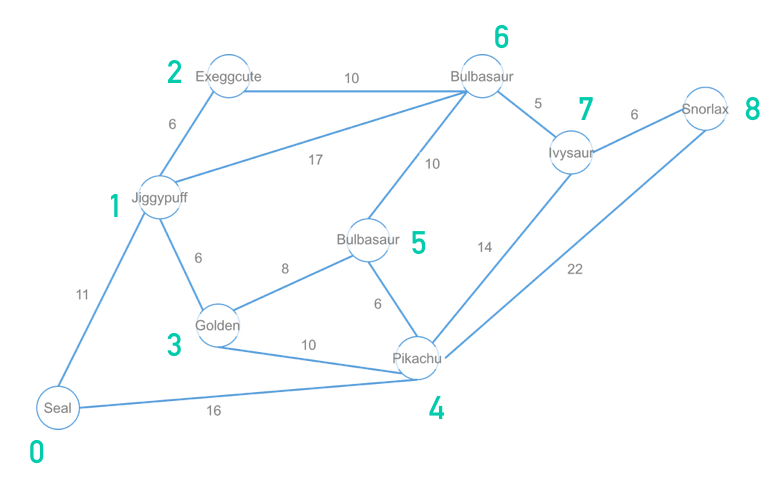 6
2
Exeggcute
10
Bulbasaur
5
7
6
Snorlax
8
6
17
10
Ivysaur
1
Jiggypuff
6
8
Bulbasaur
5
14
22
11
6
Golden
3
10
Pikachu
Seal
16
4
0